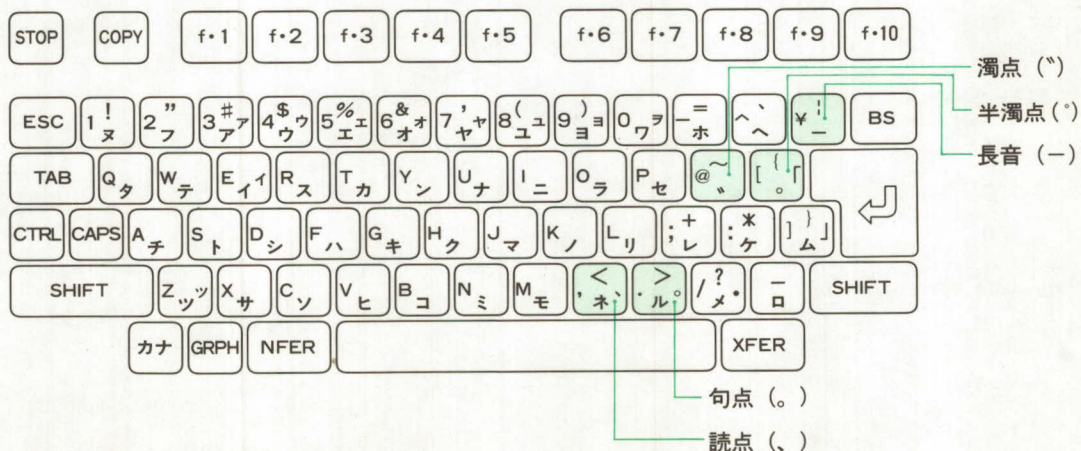 STOP COPY f・1 f・2 f・3 f・4 f・5 f・6 f・7 f・8 f・9 f・10
濁点（゛）
半濁点（゜）
長音（ー）
ESC 1 ! ヌ 2 " フ 3 # ァ ア 4 $ ゥ ウ 5 % ェ エ 6 & ォ オ 7 ' ャ ヤ 8 ( ュ ユ 9 ) ョ ヨ 0 ヲ ワ - = ホ ^ ` ヘ ¥ ¦ ー BS
TAB Q タ W テ E ィ イ R ス T カ Y ン U ナ I ニ O ラ P セ @ ~ ゛ [ { 「 ゜
CTRL CAPS A チ S ト D シ F ハ G キ H ク J マ K ノ L リ ; + レ : * ケ ] } 」 ム
SHIFT Z ッ ツ X サ C ソ V ヒ B コ N ミ M モ , < 、 ネ . > 。 ル / ? ・ メ _ ロ SHIFT
カナ GRPH NFER XFER
句点（。）
読点（、）